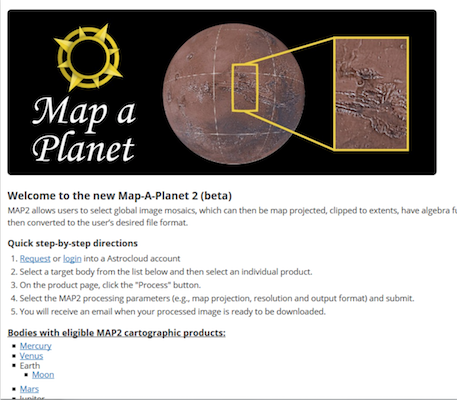 Map a
Planet
Welcome to the new Map-A-Planet 2 (beta)
MAP2 allows users to select global image mosaics, which can then be map projected, clipped to extents, have algebra fu
then converted to the user's desired file format.
Quick step-by-step directions
1. Request or login into a Astrocloud account
2. Select a target body from the list below and then select an individual product.
3. On the product page, click the "Process" button.
4. Select the MAP2 processing parameters (e.g., map projection, resolution and output format) and submit.
5. You will receive an email when your processed image is ready to be downloaded.
Bodies with eligible MAP2 cartographic products:
Mercury
Venus
Earth
Moon
Mars
Jupiter